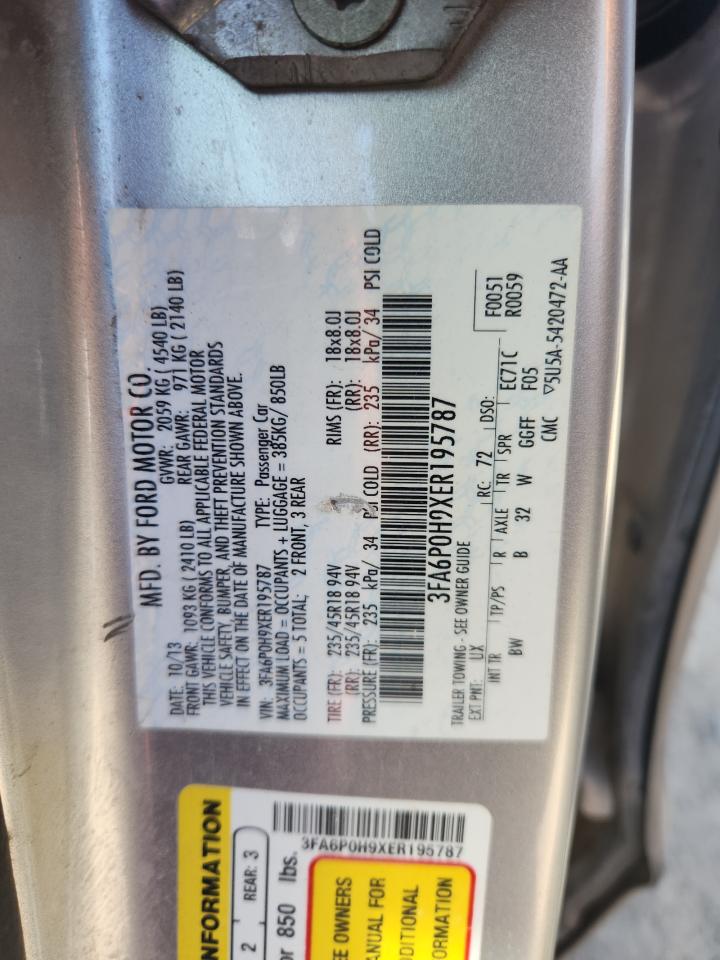 MFD. BY FORD MOTOR CO.
DATE: 10/13 GVWR: 2059 KG ( 4540 LB)
FRONT GAWR: 1093 KG ( 2410 LB) REAR GAWR: 971 KG ( 2140 LB)
THIS VEHICLE CONFORMS TO ALL APPLICABLE FEDERAL MOTOR
VEHICLE SAFETY, BUMPER, AND THEFT PREVENTION STANDARDS
IN EFFECT ON THE DATE OF MANUFACTURE SHOWN ABOVE.
VIN: 3FA6P0H9XER195787 TYPE: Passenger Car
MAXIMUM LOAD = OCCUPANTS + LUGGAGE = 385KG/ 850LB
OCCUPANTS = 5 TOTAL; 2 FRONT, 3 REAR
TIRE (FR): 235/45R18 94V RIMS (FR): 18x8.0J
(RR): 235/45R18 94V (RR): 18x8.0J
PRESSURE (FR): 235 kPa/ 34 PSI COLD (RR): 235 kPa/ 34 PSI COLD
3FA6P0H9XER195787
TRAILER TOWING - SEE OWNER GUIDE
EXT PNT: UX RC: 72 DSO: F0051
R0059
INT TR TP/PS R AXLE TR SPR EC71C
BW B 32 W GGFF F05
CMC ▽5U5A-5420472-AA
NFORMATION
2 REAR: 3
or 850 lbs.
3FA6P0H9XER195787
EE OWNERS
ANUAL FOR
DDITIONAL
ORMATION